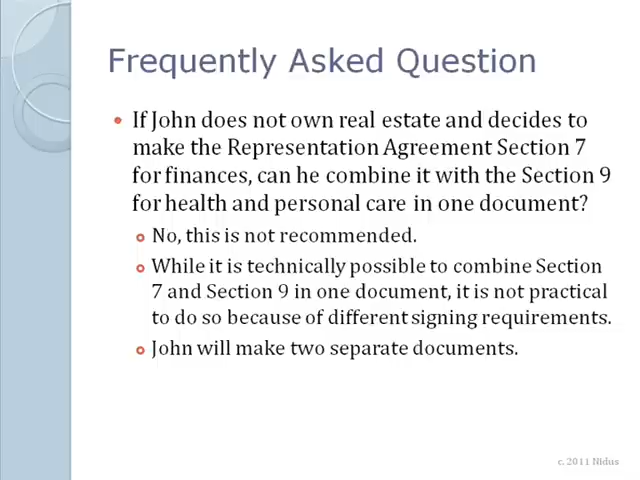 Frequently Asked Question
If John does not own real estate and decides to
make the Representation Agreement Section 7
for finances, can he combine it with the Section 9
for health and personal care in one document?
No, this is not recommended.
While it is technically possible to combine Section
7 and Section 9 in one document, it is not practical
to do so because of different signing requirements.
John will make two separate documents.
c. 2011 Nidus